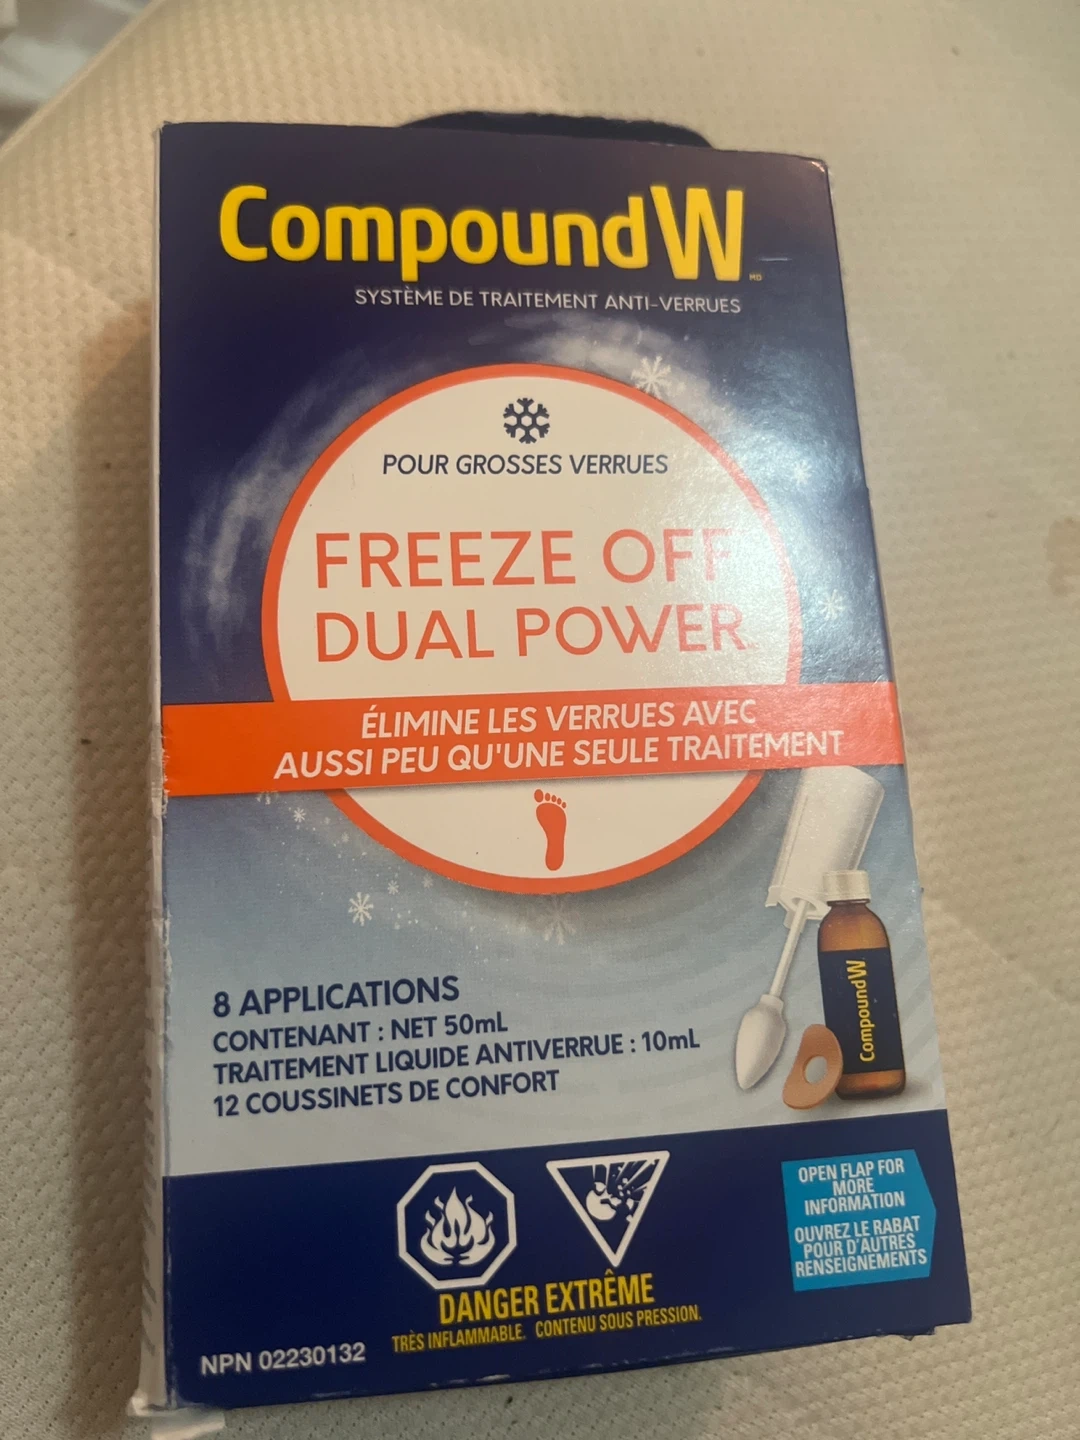 CompoundW
MD
SYSTÈME DE TRAITEMENT ANTI-VERRUES
POUR GROSSES VERRUES
FREEZE OFF
DUAL POWER
ÉLIMINE LES VERRUES AVEC
AUSSI PEU QU'UNE SEULE TRAITEMENT
CompoundW
8 APPLICATIONS
CONTENANT : NET 50mL
TRAITEMENT LIQUIDE ANTIVERRUE : 10mL
12 COUSSINETS DE CONFORT
OPEN FLAP FOR
MORE
INFORMATION
OUVREZ LE RABAT
POUR D'AUTRES
RENSEIGNEMENTS
DANGER EXTRÊME
TRÈS INFLAMMABLE. CONTENU SOUS PRESSION.
NPN 02230132